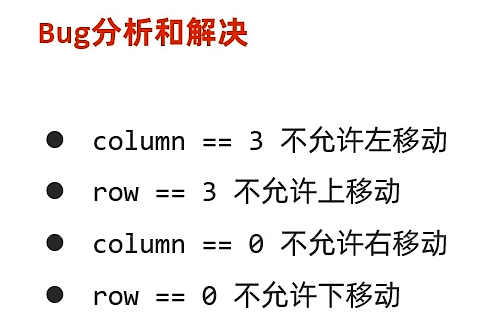 Bug分析和解决
● column == 3 不允许左移动
● row == 3 不允许上移动
● column == 0 不允许右移动
● row == 0 不允许下移动